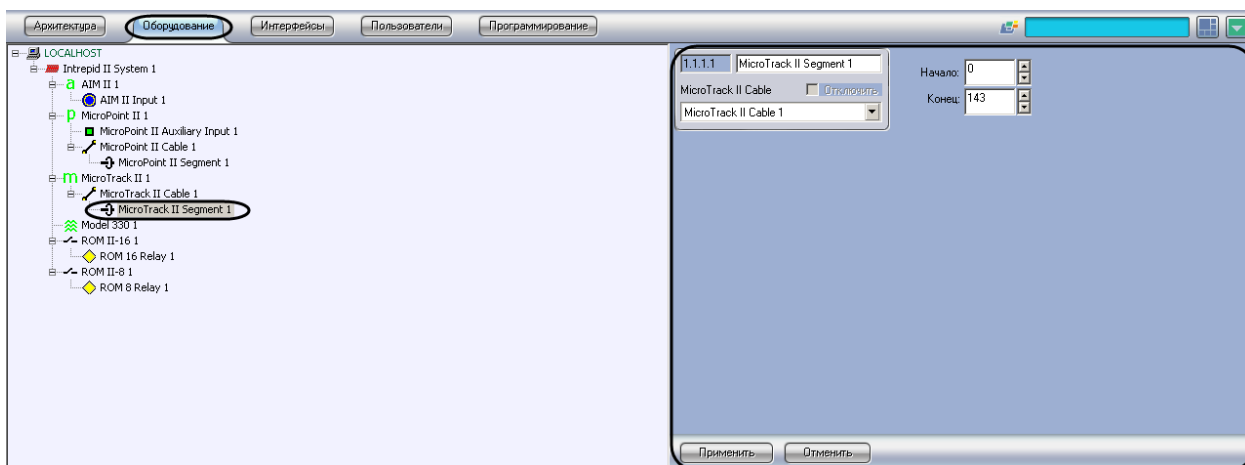 Архитектура Оборудование Интерфейсы Пользователи Программирование
LOCALHOST
Intrepid II System 1
AIM II 1
AIM II Input 1
MicroPoint II 1
MicroPoint II Auxiliary Input 1
MicroPoint II Cable 1
MicroPoint II Segment 1
MicroTrack II 1
MicroTrack II Cable 1
MicroTrack II Segment 1
Model 330 1
ROM II-16 1
ROM 16 Relay 1
ROM II-8 1
ROM 8 Relay 1
1.1.1.1 MicroTrack II Segment 1
MicroTrack II Cable Отключить
MicroTrack II Cable 1
Начало: 0
Конец: 143
Применить Отменить